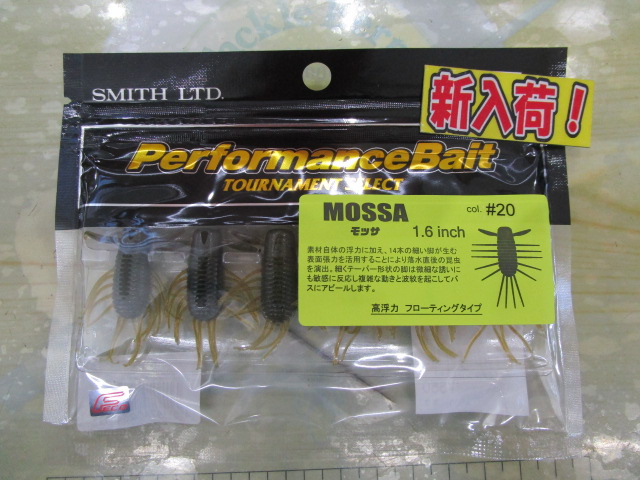 SMITH LTD.
新入荷！
PerformanceBait
TOURNAMENT SELECT
MOSSA
col. #20
モッサ
1.6 inch
素材自体の浮力に加え、14本の細い脚が生む
表面張力を活用することにより落水直後の昆虫
を演出。細くテーパー形状の脚は微細な誘いに
も敏感に反応し複雑な動きと波紋を起こしてバ
スにアピールします。
高浮力 フローティングタイプ